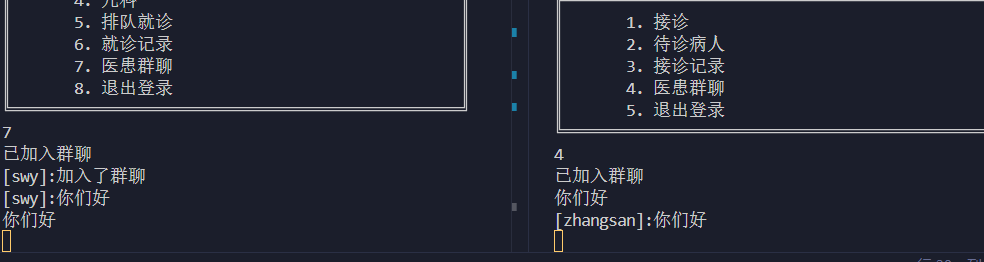 4. 儿科
5. 排队就诊
6. 就诊记录
7. 医患群聊
8. 退出登录
7
已加入群聊
[swy]:加入了群聊
[swy]:你们好
你们好
1. 接诊
2. 待诊病人
3. 接诊记录
4. 医患群聊
5. 退出登录
4
已加入群聊
你们好
[zhangsan]:你们好